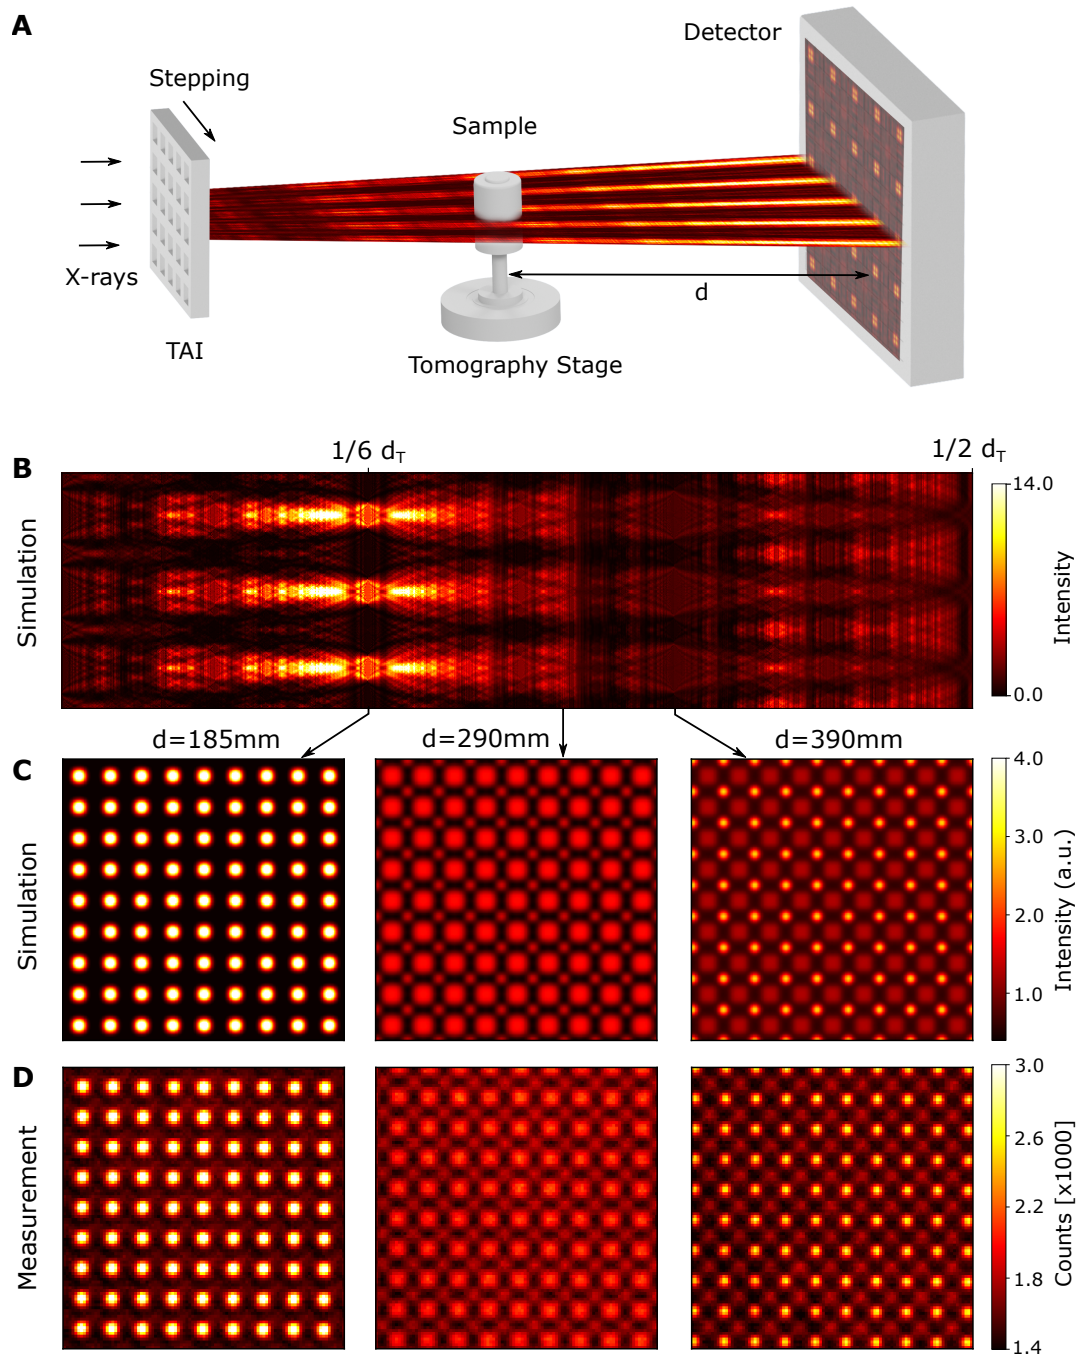 A
Detector
Stepping
Sample
X-rays
d
TAI
Tomography Stage
B
1/6 d_T
1/2 d_T
Simulation
14.0
Intensity
0.0
d=185mm
d=290mm
d=390mm
C
Simulation
4.0
3.0
2.0
1.0
Intensity (a.u.)
D
Measurement
3.0
2.6
2.2
1.8
1.4
Counts [x1000]